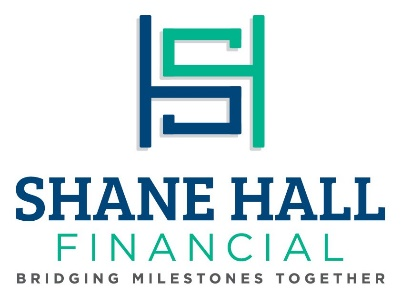 SHANE HALL
FINANCIAL
BRIDGING MILESTONES TOGETHER